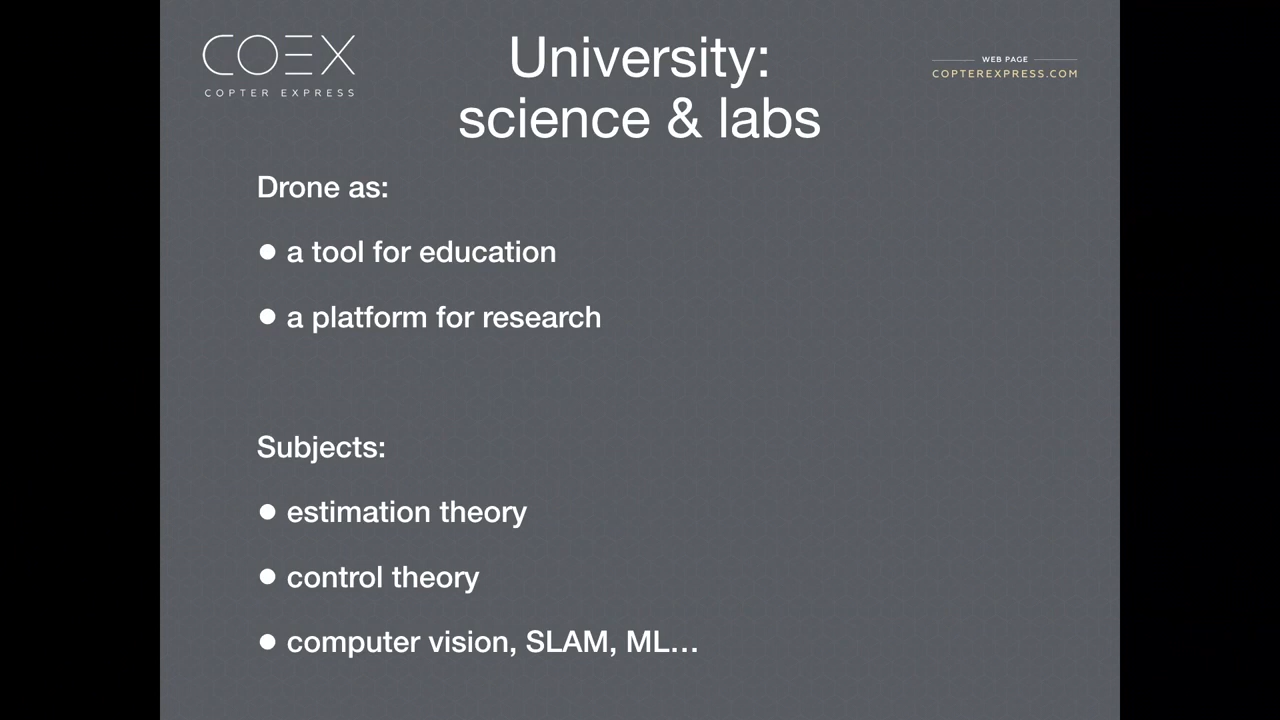 COEX
COPTER EXPRESS
University:
science & labs
WEB PAGE
COPTEREXPRESS.COM
Drone as:
● a tool for education
● a platform for research
Subjects:
● estimation theory
● control theory
● computer vision, SLAM, ML…